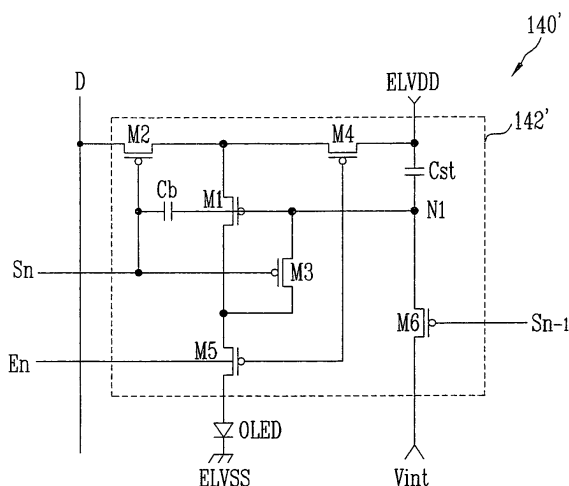 140'
D
ELVDD
142'
M2
M4
Cst
Cb
M1
N1
Sn
M3
M6
Sn-1
M5
En
OLED
ELVSS
Vint